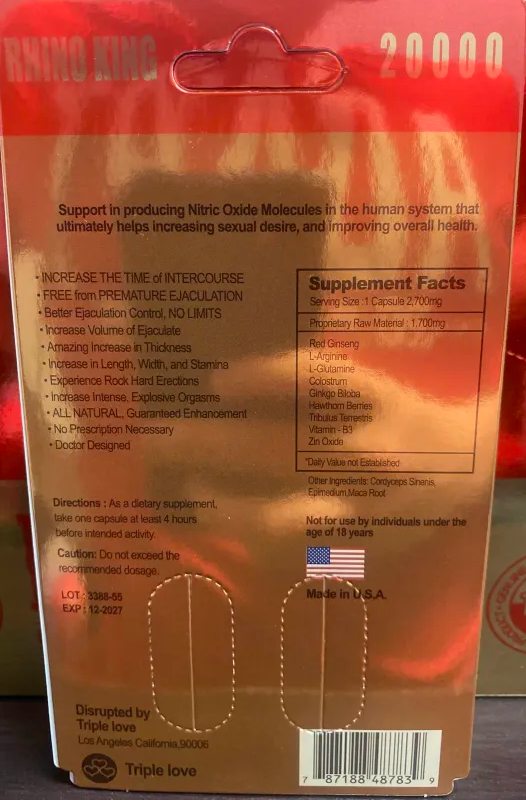 RHINO KING 20000
Support in producing Nitric Oxide Molecules in the human system that
ultimately helps increasing sexual desire, and improving overall health.
• INCREASE THE TIME of INTERCOURSE
• FREE from PREMATURE EJACULATION
• Better Ejaculation Control, NO LIMITS
• Increase Volume of Ejaculate
• Amazing Increase in Thickness
• Increase in Length, Width, and Stamina
• Experience Rock Hard Erections
• Increase Intense, Explosive Orgasms
• ALL NATURAL, Guaranteed Enhancement
• No Prescription Necessary
• Doctor Designed
Supplement Facts
Serving Size :1 Capsule 2,700mg
Proprietary Raw Material : 1,700mg
Red Ginseng
L-Arginine
L-Glutamine
Colostrum
Ginkgo Biloba
Hawthorn Berries
Tribulus Terrestris
Vitamin - B3
Zin Oxide
*Daily Value not Established
Other Ingredients: Cordyceps Sinenis,
Epimedium,Maca Root
Directions : As a dietary supplement,
take one capsule at least 4 hours
before intended activity.
Caution: Do not exceed the
recommended dosage.
LOT : 3388-55
EXP : 12-2027
Not for use by individuals under the
age of 18 years
Made in U.S.A.
Disrupted by
Triple love
Los Angeles California,90006
Triple love
7 87188 48783 9